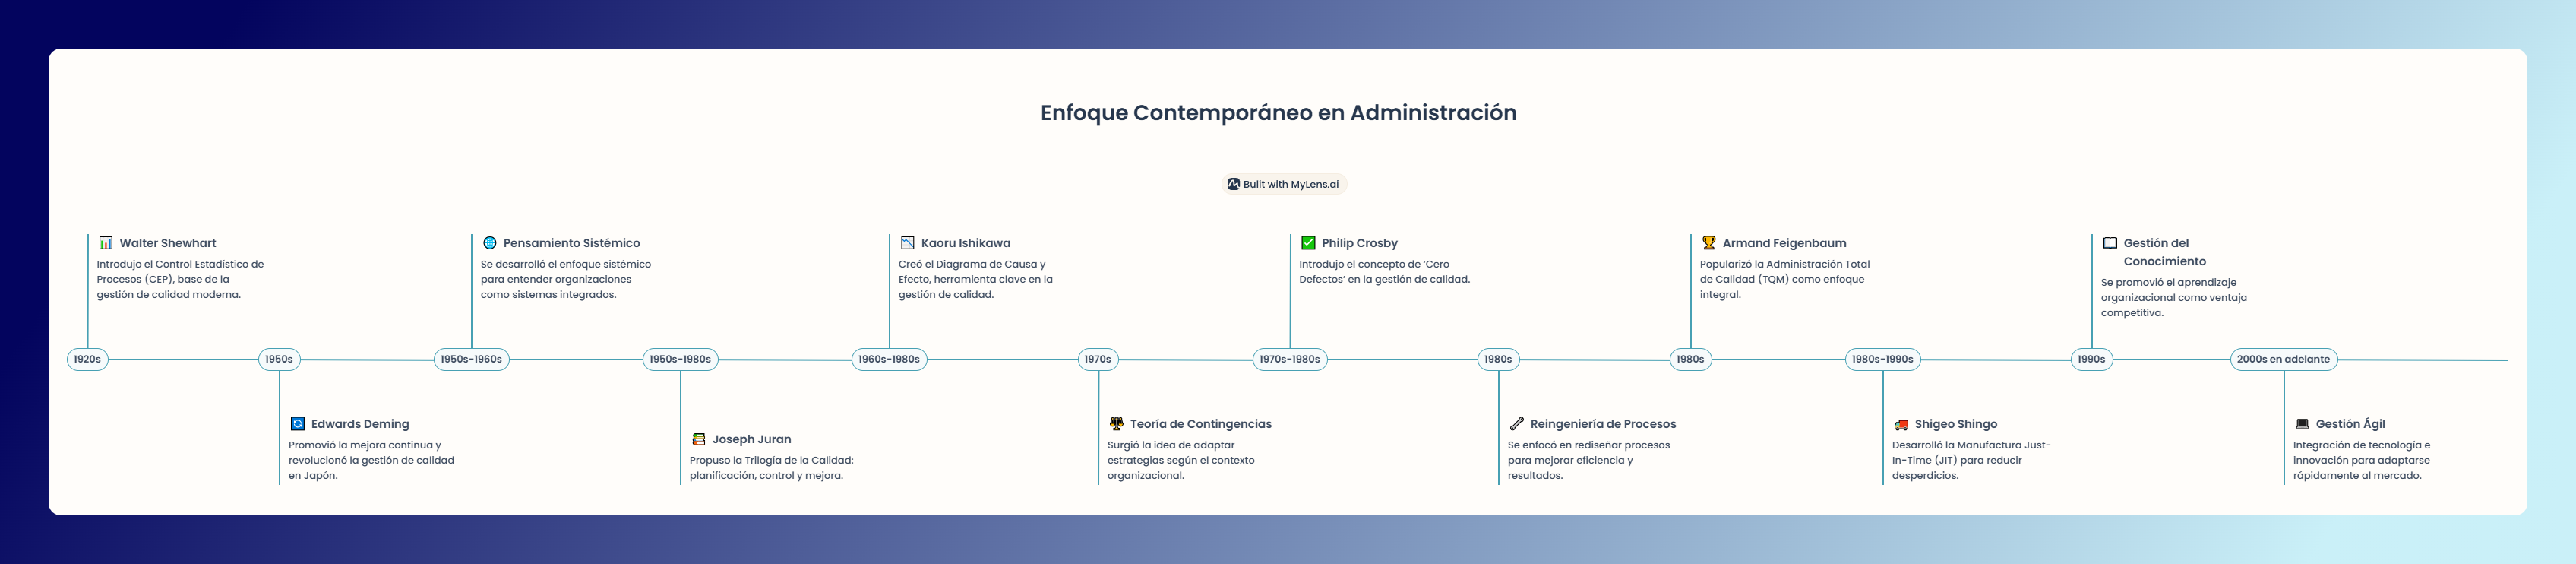 Enfoque Contemporáneo en Administración
Bulit with MyLens.ai
Walter Shewhart
Introdujo el Control Estadístico de
Procesos (CEP), base de la
gestión de calidad moderna.
Pensamiento Sistémico
Se desarrolló el enfoque sistémico
para entender organizaciones
como sistemas integrados.
Kaoru Ishikawa
Creó el Diagrama de Causa y
Efecto, herramienta clave en la
gestión de calidad.
Philip Crosby
Introdujo el concepto de ‘Cero
Defectos’ en la gestión de calidad.
Armand Feigenbaum
Popularizó la Administración Total
de Calidad (TQM) como enfoque
integral.
Gestión del
Conocimiento
Se promovió el aprendizaje
organizacional como ventaja
competitiva.
1920s
1950s
1950s-1960s
1950s-1980s
1960s-1980s
1970s
1970s-1980s
1980s
1980s
1980s-1990s
1990s
2000s en adelante
Edwards Deming
Promovió la mejora continua y
revolucionó la gestión de calidad
en Japón.
Joseph Juran
Propuso la Trilogía de la Calidad:
planificación, control y mejora.
Teoría de Contingencias
Surgió la idea de adaptar
estrategias según el contexto
organizacional.
Reingeniería de Procesos
Se enfocó en rediseñar procesos
para mejorar eficiencia y
resultados.
Shigeo Shingo
Desarrolló la Manufactura Just-
In-Time (JIT) para reducir
desperdicios.
Gestión Ágil
Integración de tecnología e
innovación para adaptarse
rápidamente al mercado.